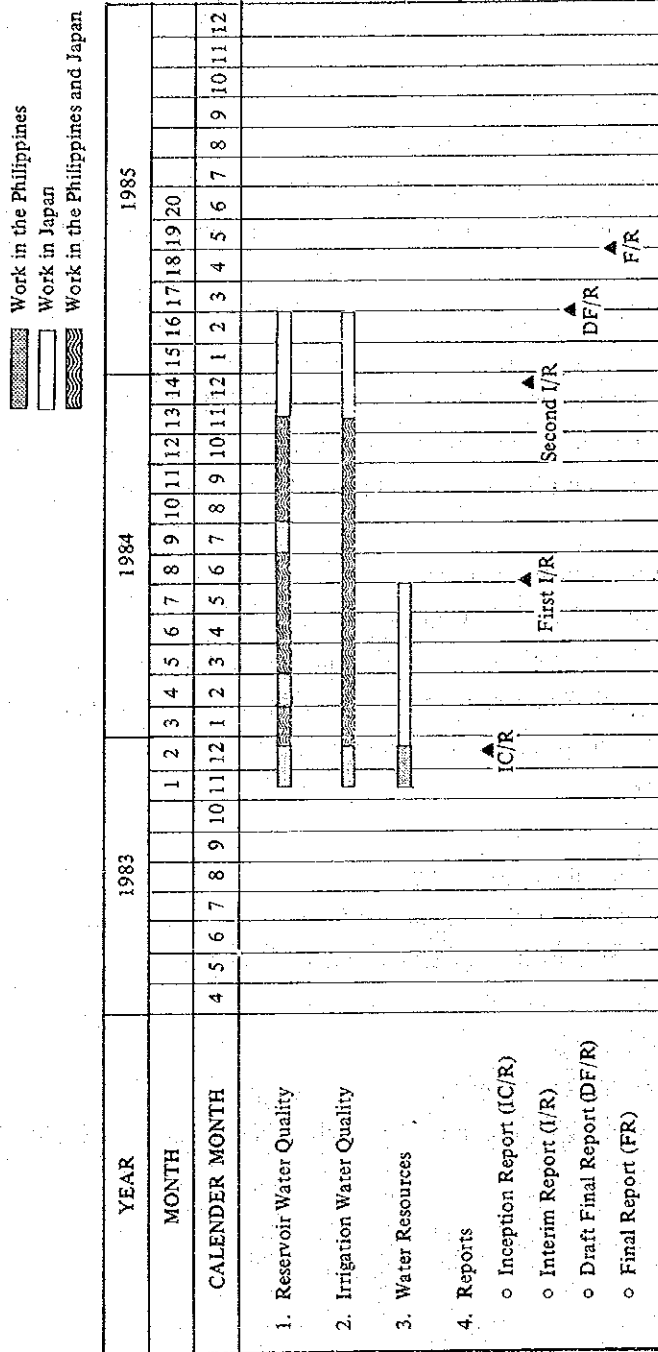 Work in the Philippines
Work in Japan
Work in the Philippines and Japan
YEAR 1983 1984 1985
MONTH 1 2 3 4 5 6 7 8 9 10 11 12 13 14 15 16 17 18 19 20
CALENDER MONTH 4 5 6 7 8 9 10 11 12 1 2 3 4 5 6 7 8 9 10 11 12 1 2 3 4 5 6 7 8 9 10 11 12
1. Reservoir Water Quality
2. Irrigation Water Quality
3. Water Resources
4. Reports
o Inception Report (IC/R) IC/R
o Interim Report (I/R) First I/R Second I/R
o Draft Final Report (DF/R) DF/R
o Final Report (FR) F/R